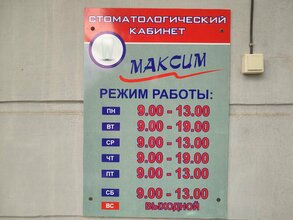 СТОМАТОЛОГИЧЕСКИЙ
КАБИНЕТ
МАКСИМ
РЕЖИМ РАБОТЫ:
ПН 9.00 - 13.00
ВТ 9.00 - 19.00
СР 9.00 - 13.00
ЧТ 9.00 - 19.00
ПТ 9.00 - 13.00
СБ 9.00 - 13.00
ВС ВЫХОДНОЙ